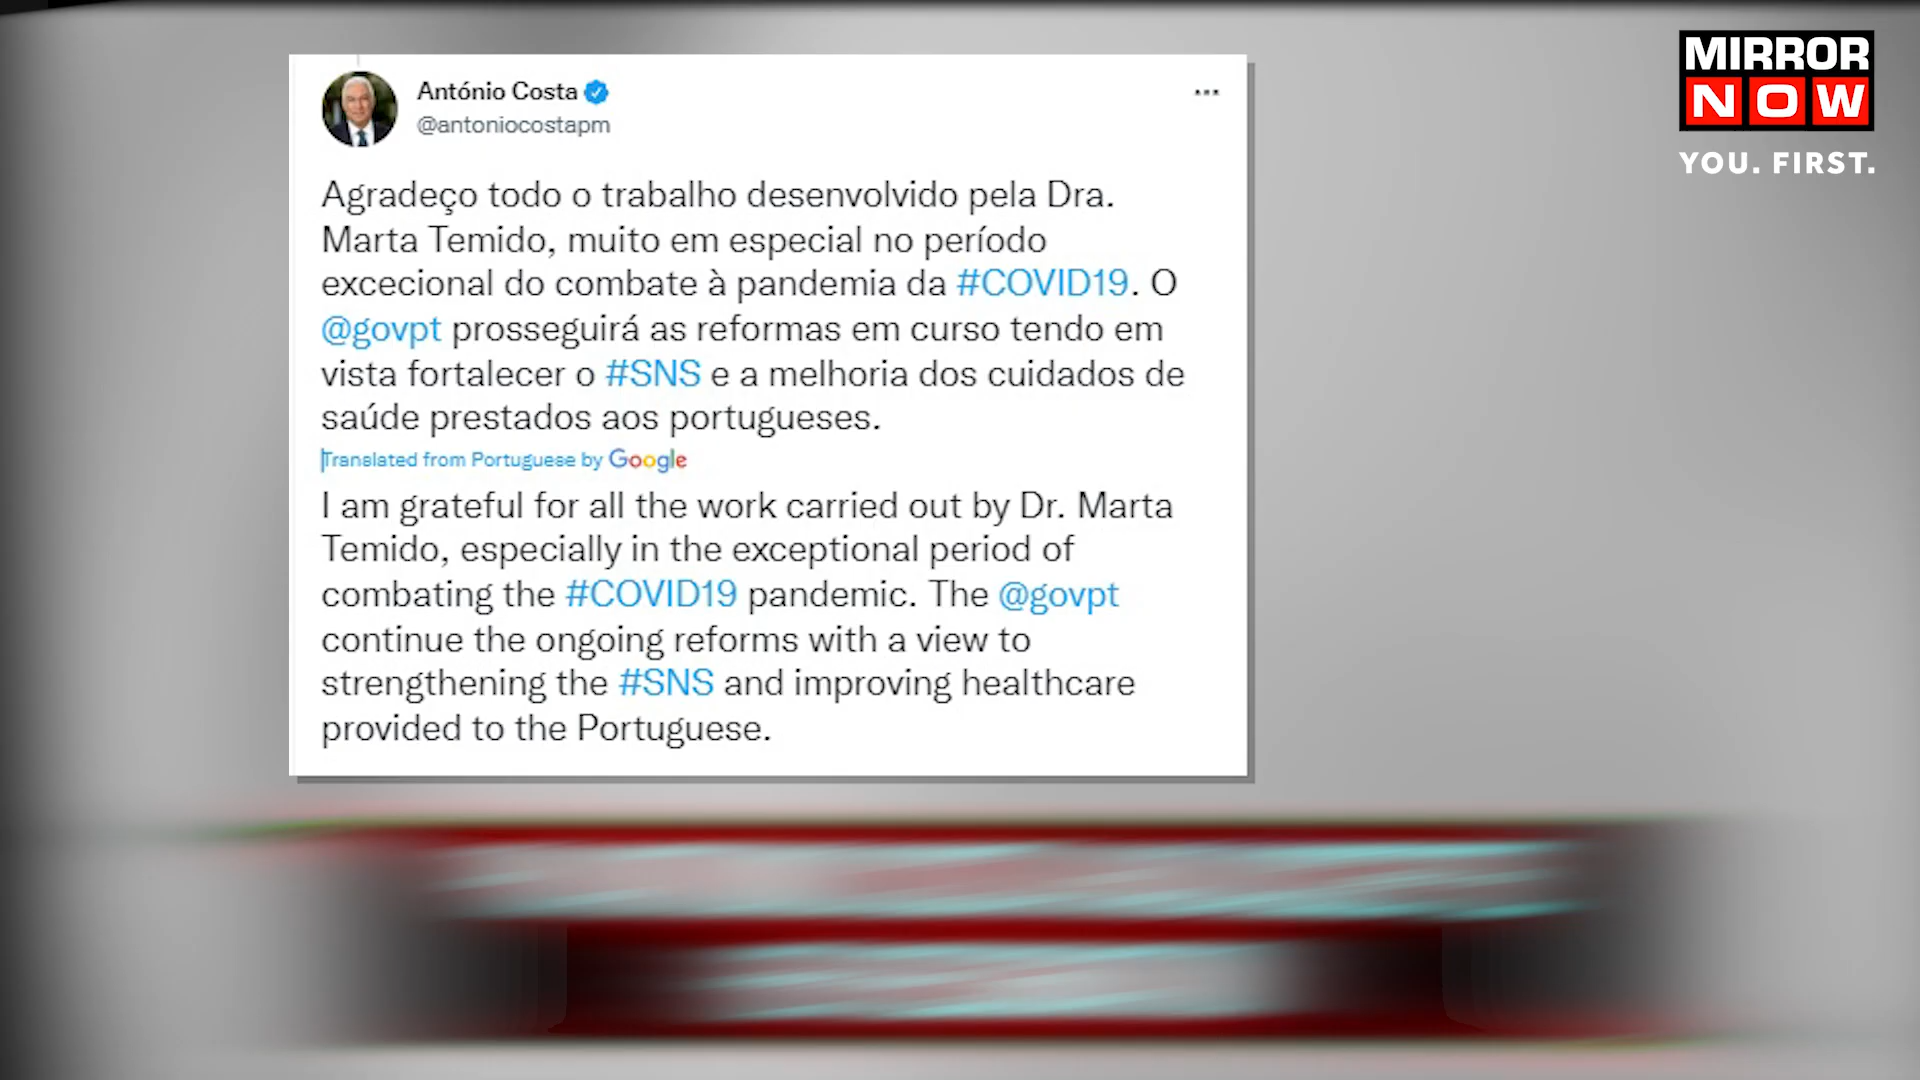 António Costa
@antoniocostapm
Agradeço todo o trabalho desenvolvido pela Dra.
Marta Temido, muito em especial no período
excecional do combate à pandemia da #COVID19. O
@govpt prosseguirá as reformas em curso tendo em
vista fortalecer o #SNS e a melhoria dos cuidados de
saúde prestados aos portugueses.
Translated from Portuguese by Google
I am grateful for all the work carried out by Dr. Marta
Temido, especially in the exceptional period of
combating the #COVID19 pandemic. The @govpt
continue the ongoing reforms with a view to
strengthening the #SNS and improving healthcare
provided to the Portuguese.
MIRROR
NOW
YOU. FIRST.